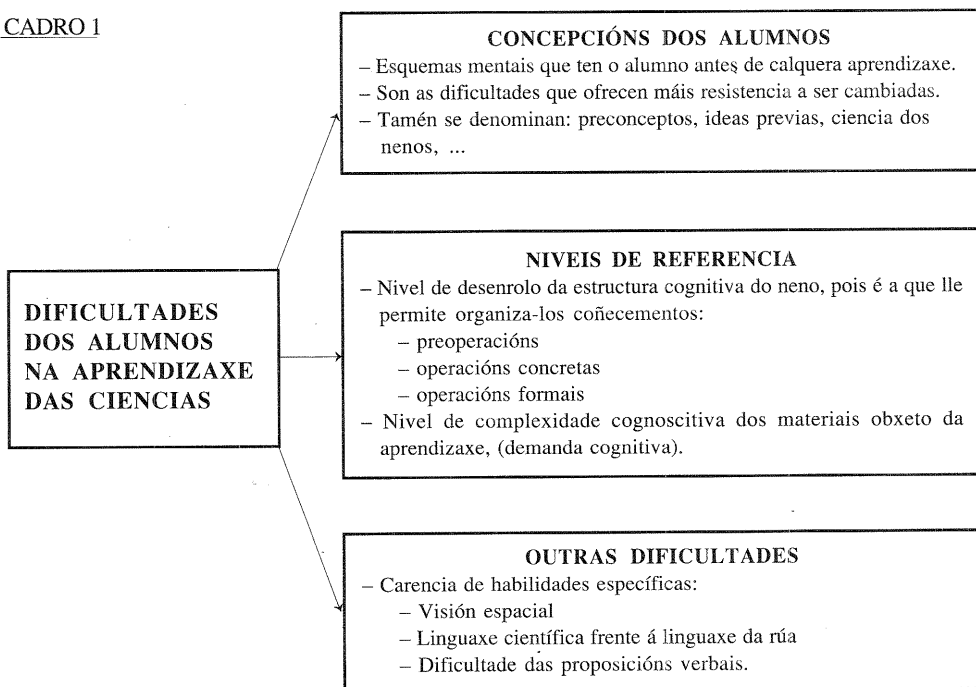 CADRO 1
CONCEPCIÓNS DOS ALUMNOS
– Esquemas mentais que ten o alumno antes de calquera aprendizaxe.
– Son as dificultades que ofrecen máis resistencia a ser cambiadas.
– Tamén se denominan: preconceptos, ideas previas, ciencia dos
nenos, ...
DIFICULTADES
DOS ALUMNOS
NA APRENDIZAXE
DAS CIENCIAS
NIVEIS DE REFERENCIA
– Nivel de desenrolo da estructura cognitiva do neno, pois é a que lle
permite organiza-los coñecementos:
– preoperacións
– operacións concretas
– operacións formais
– Nivel de complexidade cognoscitiva dos materiais obxeto da
aprendizaxe, (demanda cognitiva).
OUTRAS DIFICULTADES
– Carencia de habilidades específicas:
– Visión espacial
– Linguaxe científica frente á linguaxe da rúa
– Dificultade das proposicións verbais.